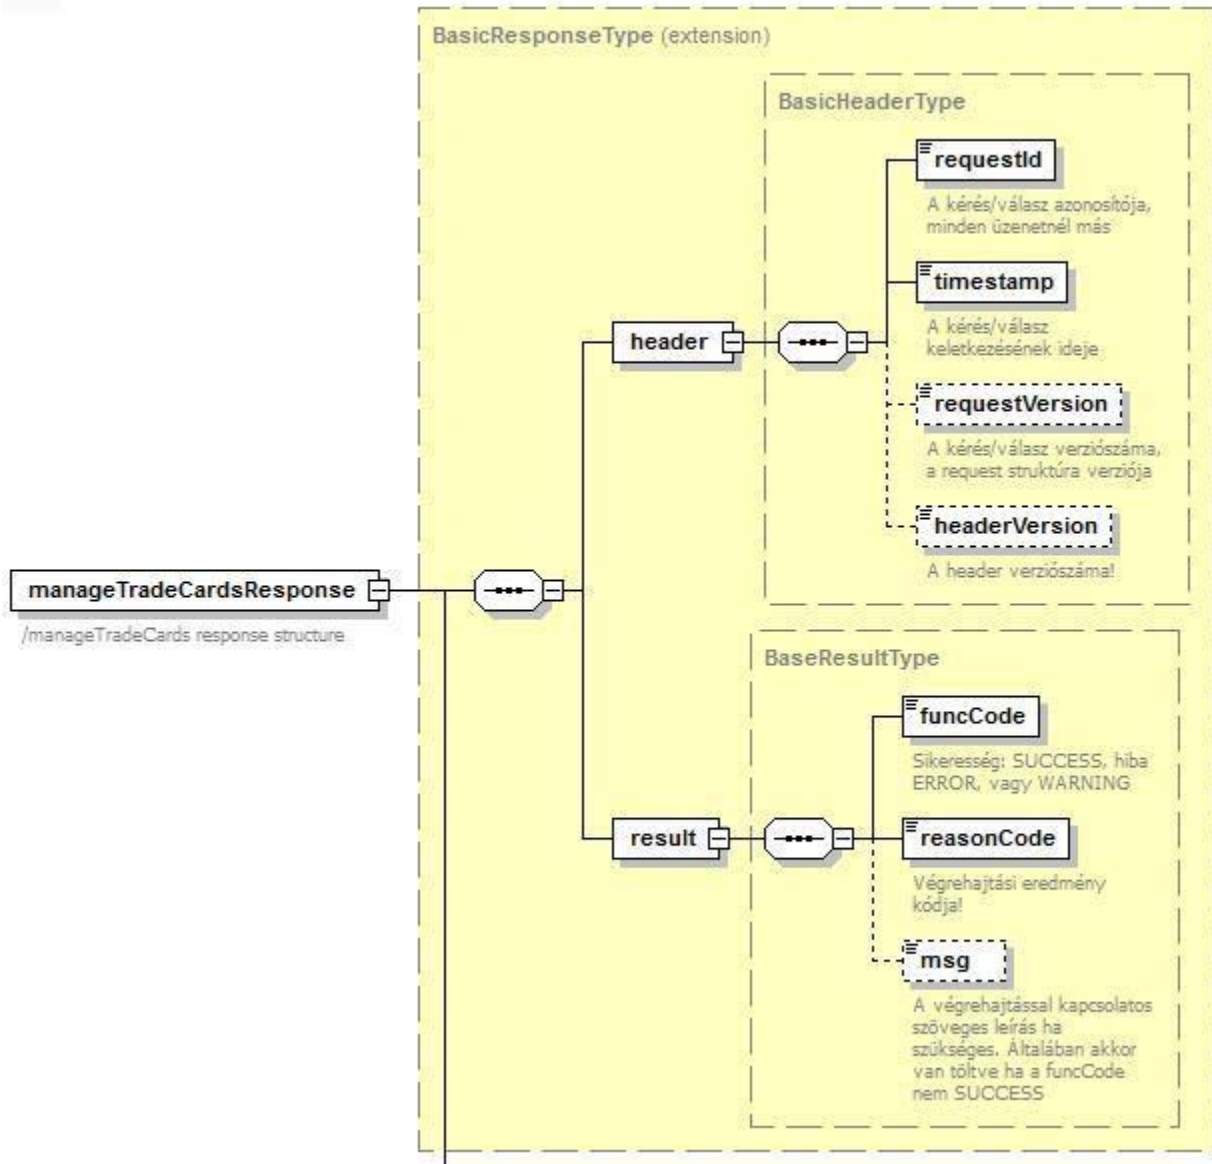 BasicResponseType (extension)
BasicHeaderType
requestId
A kérés/válasz azonosítója,
minden üzenetnél más
timestamp
A kérés/válasz
keletkezésének ideje
header
requestVersion
A kérés/válasz verziószáma,
a request struktúra verziója
headerVersion
A header verziószáma!
manageTradeCardsResponse
/manageTradeCards response structure
BaseResultType
funcCode
Sikeresség: SUCCESS, hiba
ERROR, vagy WARNING
result
reasonCode
Végrehajtási eredmény
kódja!
msg
A végrehajtással kapcsolatos
szöveges leírás ha
szükséges. Általában akkor
van töltve ha a funcCode
nem SUCCESS